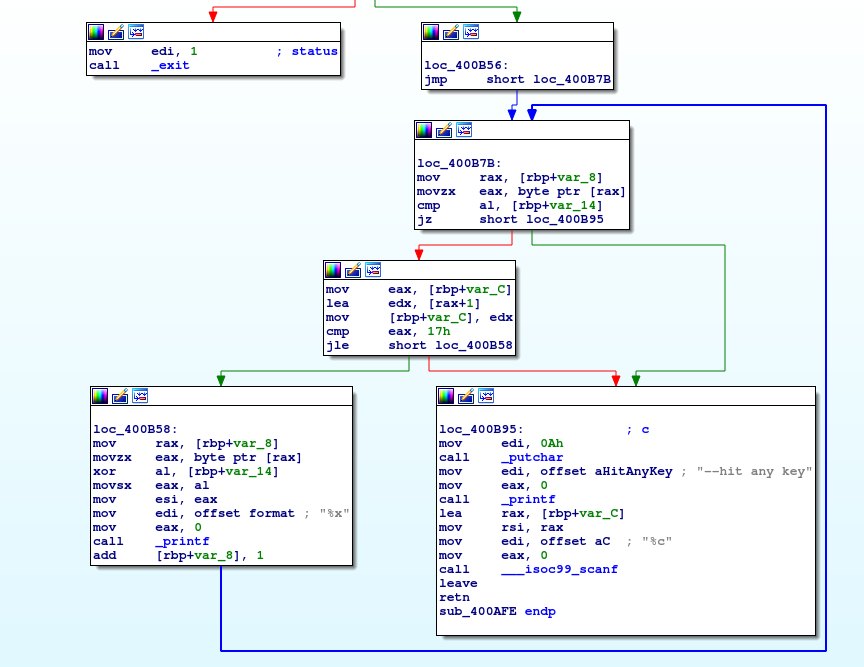 mov     edi, 1          ; status
call    _exit
loc_400B56:
jmp     short loc_400B7B
loc_400B7B:
mov     rax, [rbp+var_8]
movzx   eax, byte ptr [rax]
cmp     al, [rbp+var_14]
jz      short loc_400B95
mov     eax, [rbp+var_C]
lea     edx, [rax+1]
mov     [rbp+var_C], edx
cmp     eax, 17h
jle     short loc_400B58
loc_400B58:
mov     rax, [rbp+var_8]
movzx   eax, byte ptr [rax]
xor     al, [rbp+var_14]
movsx   eax, al
mov     esi, eax
mov     edi, offset format ; "%x"
mov     eax, 0
call    _printf
add     [rbp+var_8], 1
loc_400B95:             ; c
mov     edi, 0Ah
call    _putchar
mov     edi, offset aHitAnyKey ; "--hit any key"
mov     eax, 0
call    _printf
lea     rax, [rbp+var_C]
mov     rsi, rax
mov     edi, offset aC  ; "%c"
mov     eax, 0
call    ___isoc99_scanf
leave
retn
sub_400AFE endp